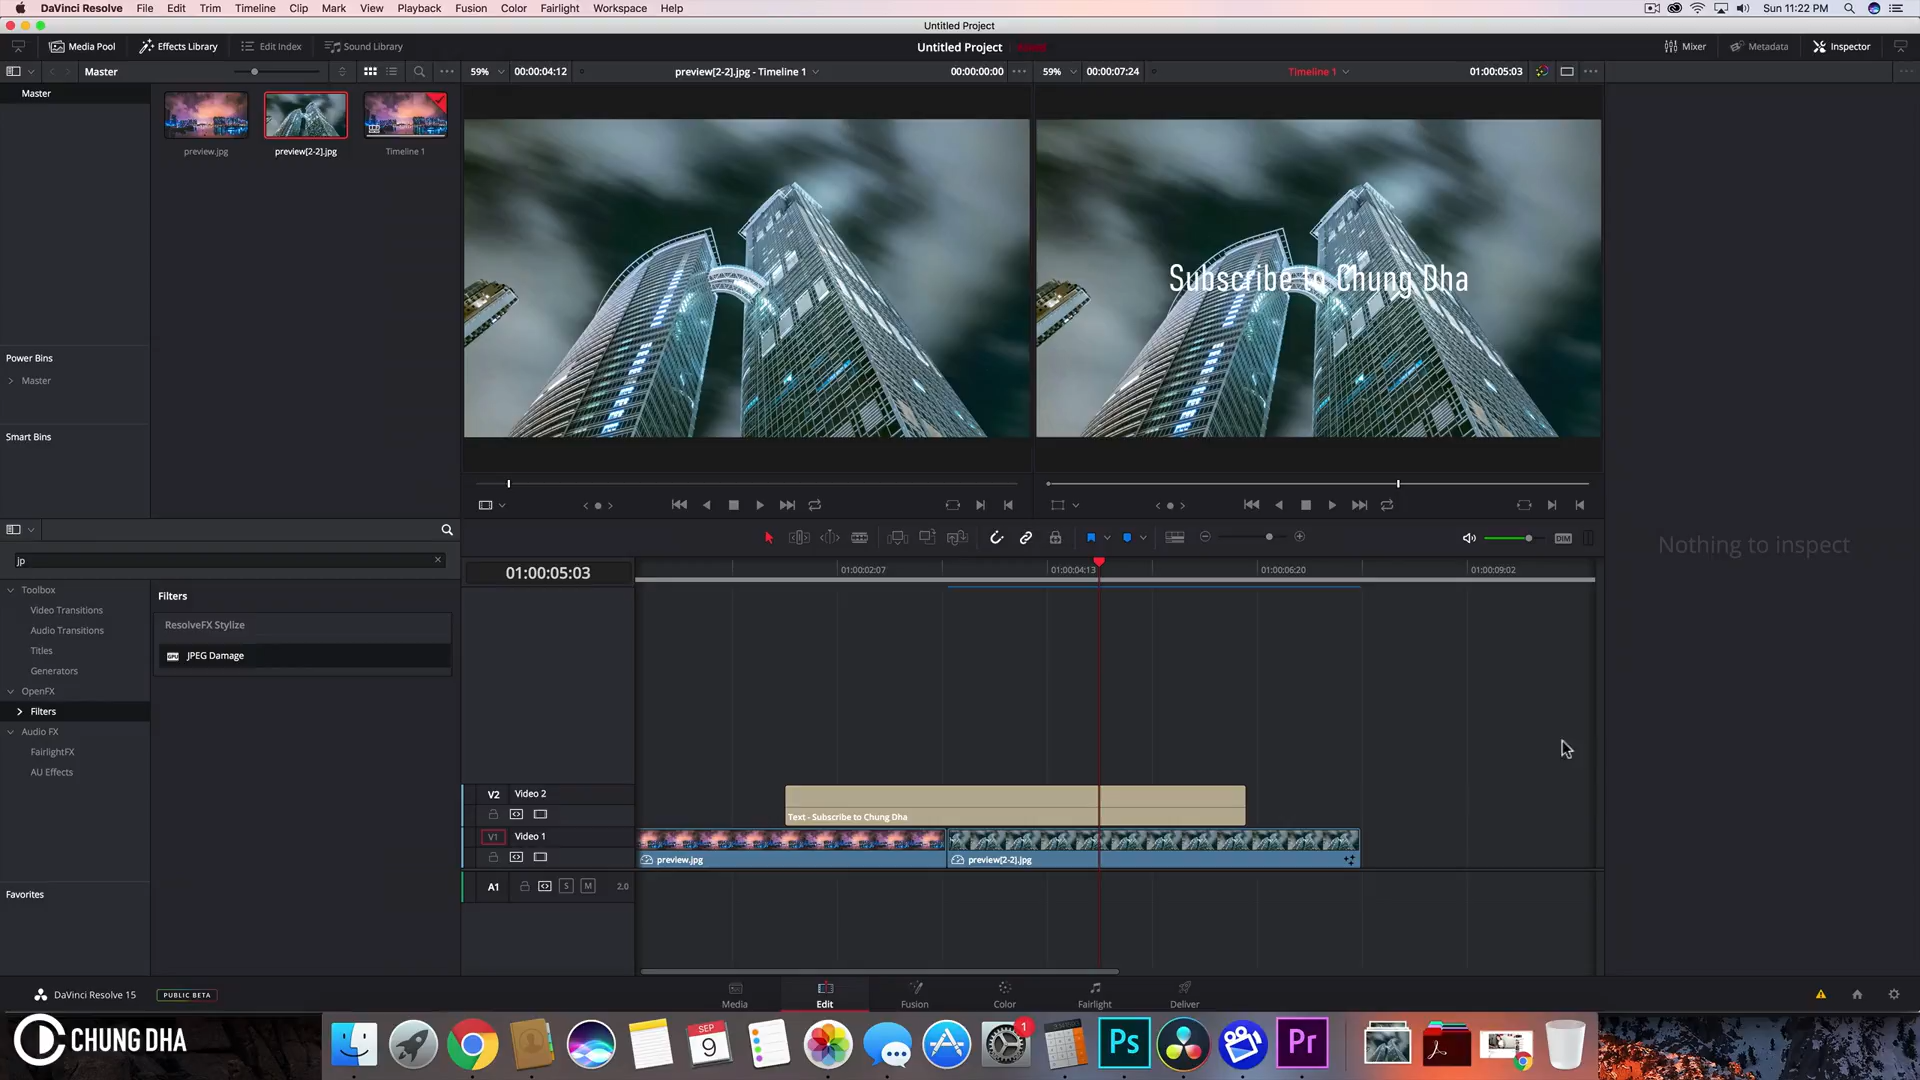 DaVinci Resolve File Edit Trim Timeline Clip Mark View Playback Fusion Color Fairlight Workspace Help Sun 11:22 PM
Untitled Project
Media Pool Effects Library Edit Index Sound Library Untitled Project Mixer Metadata Inspector
Master 59% 00:00:04:12 preview[2-2].jpg - Timeline 1 00:00:00:00 59% 00:00:07:24 Timeline 1 01:00:05:03
Master
preview.jpg preview[2-2].jpg Timeline 1
Subscribe to Chung Dha
Power Bins
Master
Smart Bins
Nothing to inspect
DIM
jp
01:00:05:03 01:00:02:07 01:00:04:13 01:00:06:20 01:00:09:02
Toolbox Filters
Video Transitions ResolveFX Stylize
Audio Transitions
Titles GPU JPEG Damage
Generators
OpenFX
Filters
Audio FX
FairlightFX
AU Effects
V2 Video 2
Text - Subscribe to Chung Dha
V1 Video 1
preview.jpg preview[2-2].jpg
A1 S M 2.0
Favorites
DaVinci Resolve 15 PUBLIC BETA Media Edit Fusion Color Fairlight Deliver
CHUNG DHA SEP 9 1 Ps Pr